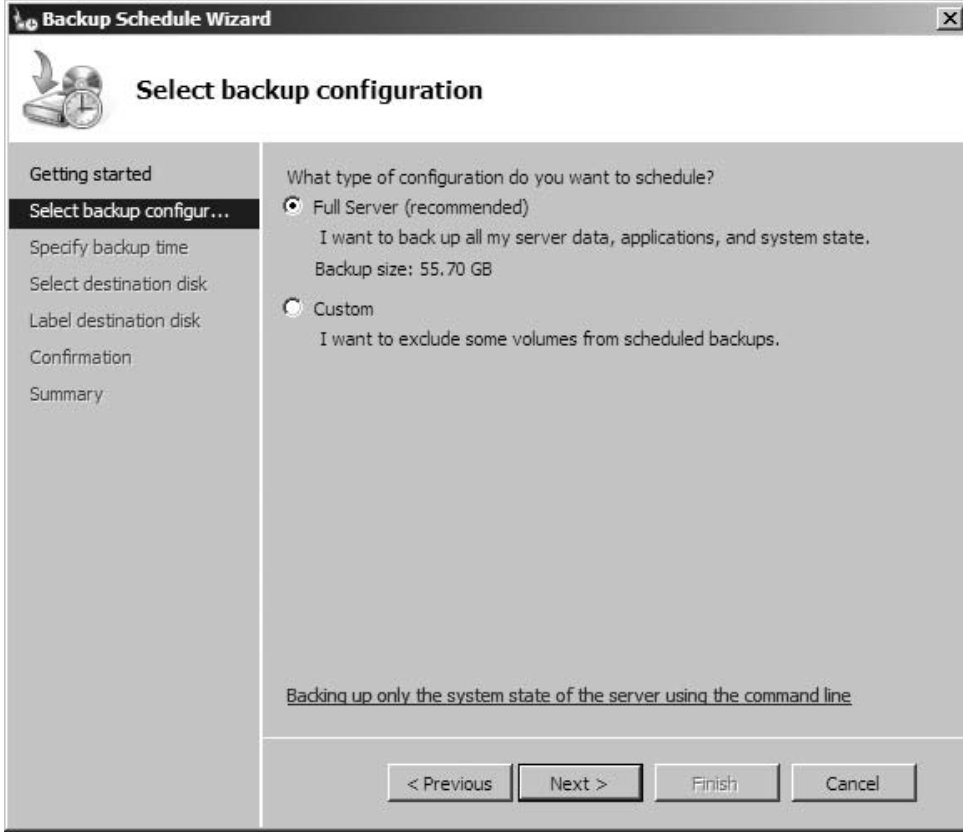 Backup Schedule Wizard
Select backup configuration
Getting started
Select backup configur...
Specify backup time
Select destination disk
Label destination disk
Confirmation
Summary
What type of configuration do you want to schedule?
Full Server (recommended)
I want to back up all my server data, applications, and system state.
Backup size: 55.70 GB
Custom
I want to exclude some volumes from scheduled backups.
Backing up only the system state of the server using the command line
< Previous
Next >
Finish
Cancel